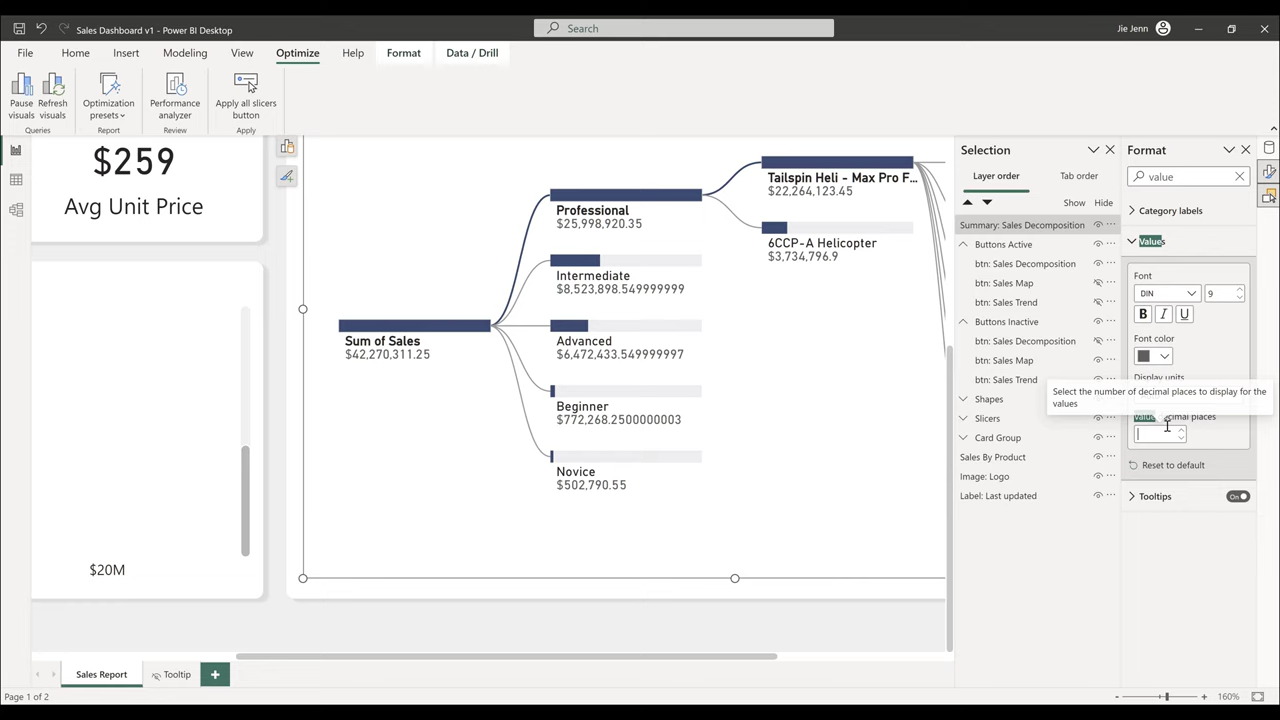 Sales Dashboard v1 - Power BI Desktop
Search
Jie Jenn
File
Home
Insert
Modeling
View
Optimize
Help
Format
Data / Drill
Pause visuals
Refresh visuals
Optimization presets
Performance analyzer
Apply all slicers button
Queries
Report
Review
Apply
$259
Avg Unit Price
$20M
Sum of Sales
$42,270,311.25
Professional
$25,998,920.35
Intermediate
$8,523,898.549999999
Advanced
$6,472,433.549999997
Beginner
$772,268.2500000003
Novice
$502,790.55
Tailspin Heli - Max Pro F...
$22,264,123.45
6CCP-A Helicopter
$3,734,796.9
Selection
Layer order
Tab order
Show
Hide
Summary: Sales Decomposition
Buttons Active
btn: Sales Decomposition
btn: Sales Map
btn: Sales Trend
Buttons Inactive
btn: Sales Decomposition
btn: Sales Map
btn: Sales Trend
Shapes
Slicers
Card Group
Sales By Product
Image: Logo
Label: Last updated
Format
value
Category labels
Values
Font
DIN
9
B
I
U
Font color
Display units
Select the number of decimal places to display for the
values
places
Reset to default
Tooltips
On
Sales Report
Tooltip
Page 1 of 2
160%